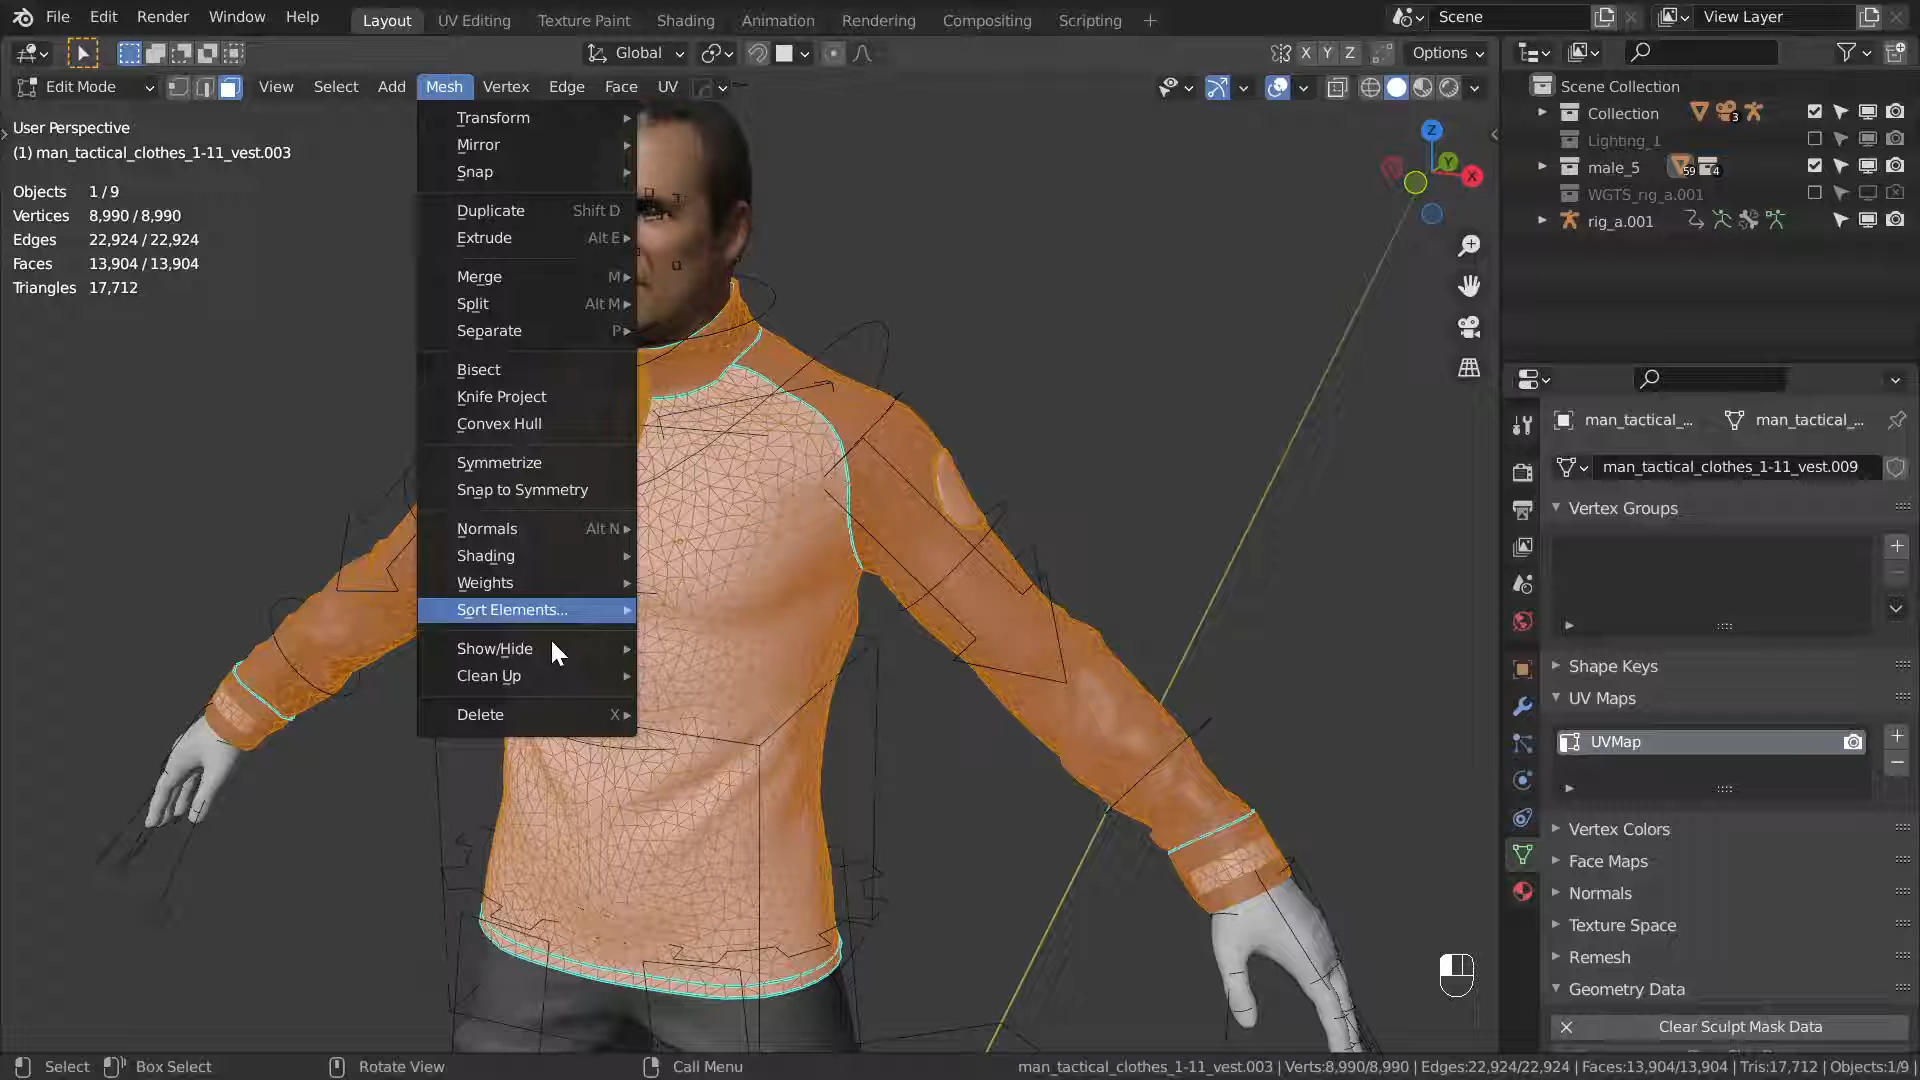 File Edit Render Window Help Layout UV Editing Texture Paint Shading Animation Rendering Compositing Scripting Scene View Layer
Global X Y Z Options
Edit Mode View Select Add Mesh Vertex Edge Face UV
User Perspective
(1) man_tactical_clothes_1-11_vest.003
Objects 1 / 9
Vertices 8,990 / 8,990
Edges 22,924 / 22,924
Faces 13,904 / 13,904
Triangles 17,712
Transform
Mirror
Snap
Duplicate Shift D
Extrude Alt E
Merge M
Split Alt M
Separate P
Bisect
Knife Project
Convex Hull
Symmetrize
Snap to Symmetry
Normals Alt N
Shading
Weights
Sort Elements...
Show/Hide
Clean Up
Delete X
Z
Y
X
Scene Collection
Collection 3
Lighting_1
male_5 59 4
WGTS_rig_a.001
rig_a.001
man_tactical_... man_tactical_...
man_tactical_clothes_1-11_vest.009
Vertex Groups
Shape Keys
UV Maps
UVMap
Vertex Colors
Face Maps
Normals
Texture Space
Remesh
Geometry Data
Clear Sculpt Mask Data
Select Box Select Rotate View Call Menu man_tactical_clothes_1-11_vest.003 | Verts:8,990/8,990 | Edges:22,924/22,924 | Faces:13,904/13,904 | Tris:17,712 | Objects:1/9 |